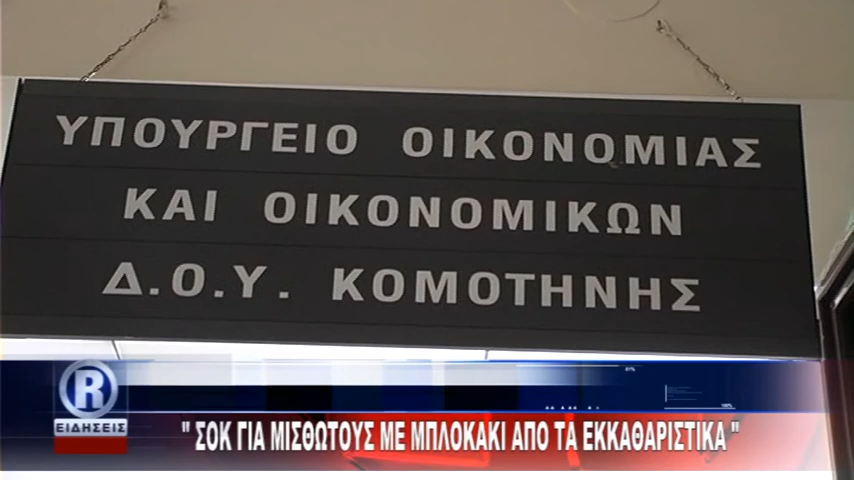 ΥΠΟΥΡΓΕΙΟ ΟΙΚΟΝΟΜΙΑΣ
ΚΑΙ ΟΙΚΟΝΟΜΙΚΩΝ
Δ.Ο.Υ. ΚΟΜΟΤΗΝΗΣ
R
ΕΙΔΗΣΕΙΣ
" ΣΟΚ ΓΙΑ ΜΙΣΘΩΤΟΥΣ ΜΕ ΜΠΛΟΚΑΚΙ ΑΠΟ ΤΑ ΕΚΚΑΘΑΡΙΣΤΙΚΑ "